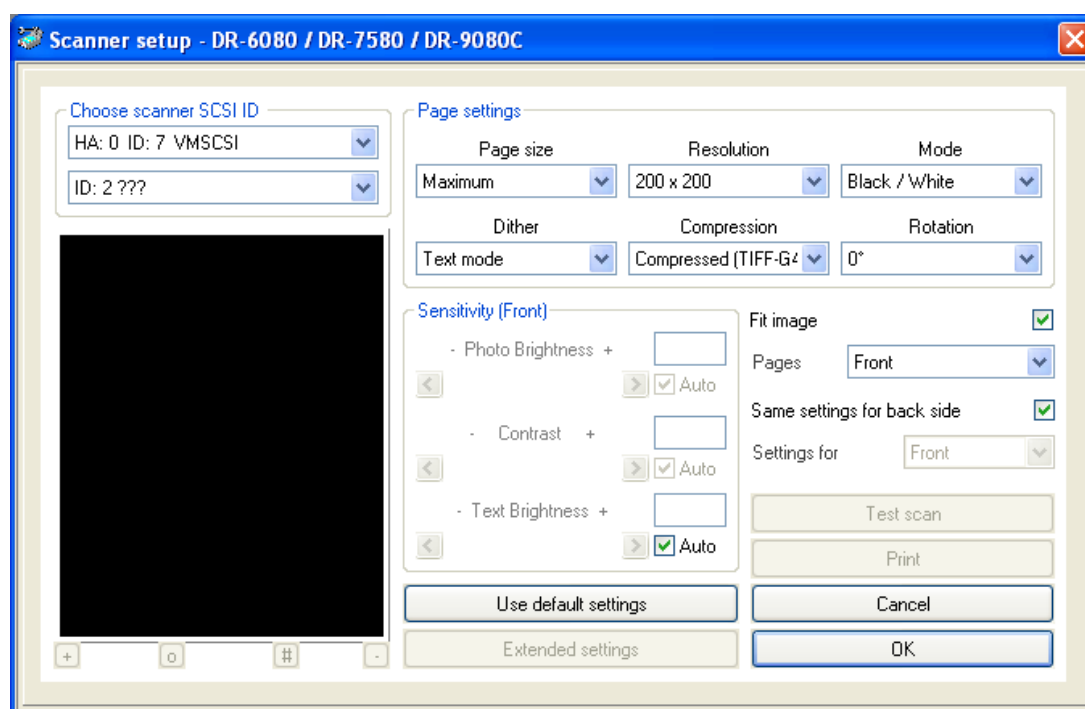 Scanner setup - DR-6080 / DR-7580 / DR-9080C
Choose scanner SCSI ID
HA: 0 ID: 7 VMSCSI
ID: 2 ???
Page settings
Page size Resolution Mode
Maximum 200 x 200 Black / White
Dither Compression Rotation
Text mode Compressed (TIFF-G4 0°
Sensitivity (Front)
- Photo Brightness +
< > Auto
- Contrast +
< > Auto
- Text Brightness +
< > Auto
Fit image
Pages Front
Same settings for back side
Settings for Front
Test scan
Print
Use default settings Cancel
Extended settings OK
+ o # -